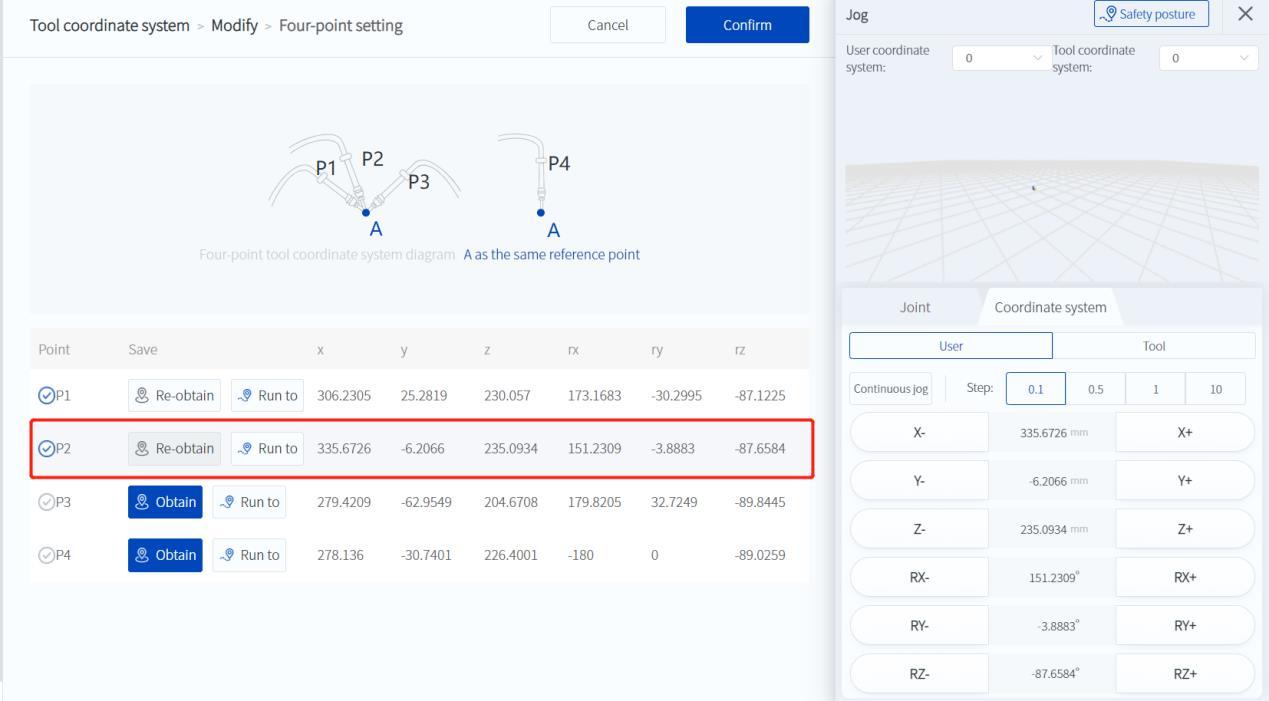 Tool coordinate system > Modify > Four-point setting
Cancel
Confirm
P1
P2
P3
A
P4
A
Four-point tool coordinate system diagram A as the same reference point
Point Save x y z rx ry rz
P1 Re-obtain Run to 306.2305 25.2819 230.057 173.1683 -30.2995 -87.1225
P2 Re-obtain Run to 335.6726 -6.2066 235.0934 151.2309 -3.8883 -87.6584
P3 Obtain Run to 279.4209 -62.9549 204.6708 179.8205 32.7249 -89.8445
P4 Obtain Run to 278.136 -30.7401 226.4001 -180 0 -89.0259
Jog
Safety posture
User coordinate
system:
0
Tool coordinate
system:
0
Joint
Coordinate system
User
Tool
Continuous jog Step: 0.1 0.5 1 10
X- 335.6726 mm X+
Y- -6.2066 mm Y+
Z- 235.0934 mm Z+
RX- 151.2309° RX+
RY- -3.8883° RY+
RZ- -87.6584° RZ+